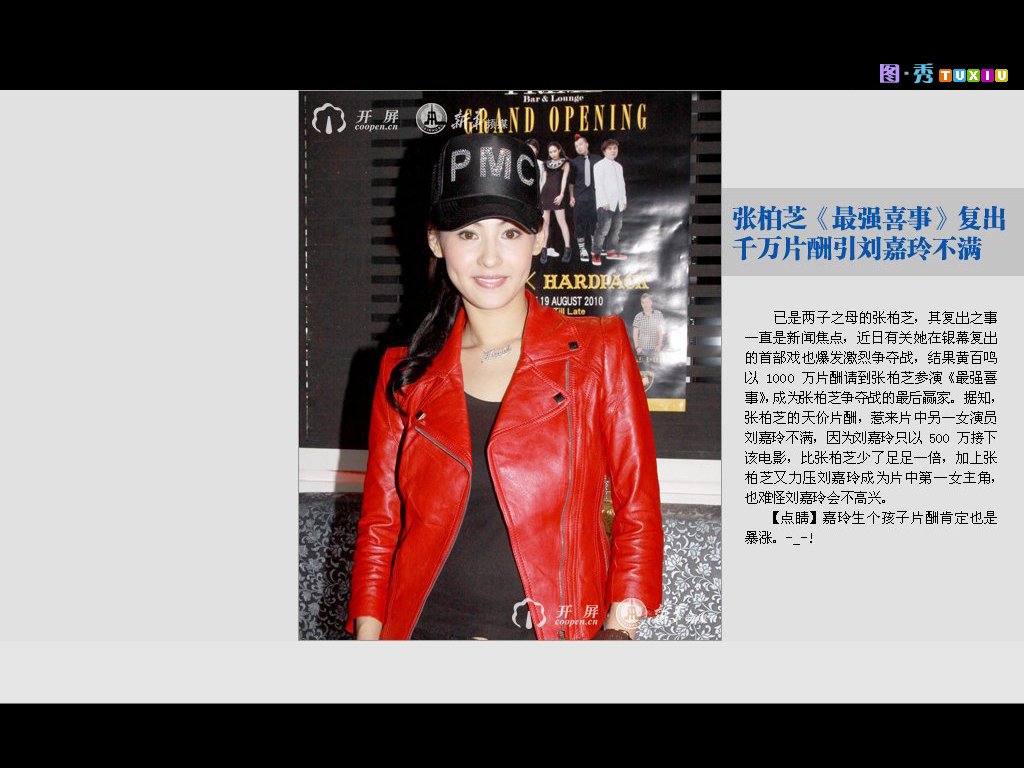 图·秀 TUXIU
开屏
coopen.cn
Bar & Lounge
GRAND OPENING
PMC
HARDPACK
19 AUGUST 2010
Till Late
张柏芝《最强喜事》复出
千万片酬引刘嘉玲不满
已是两子之母的张柏芝，其复出之事
一直是新闻焦点，近日有关她在银幕复出
的首部戏也爆发激烈争夺战，结果黄百鸣
以 1000 万片酬请到张柏芝参演《最强喜
事》，成为张柏芝争夺战的最后赢家。据知，
张柏芝的天价片酬，惹来片中另一女演员
刘嘉玲不满，因为刘嘉玲只以 500 万接下
该电影，比张柏芝少了足足一倍，加上张
柏芝又力压刘嘉玲成为片中第一女主角，
也难怪刘嘉玲会不高兴。
【点睛】嘉玲生个孩子片酬肯定也是
暴涨。-_-!
开屏
coopen.cn